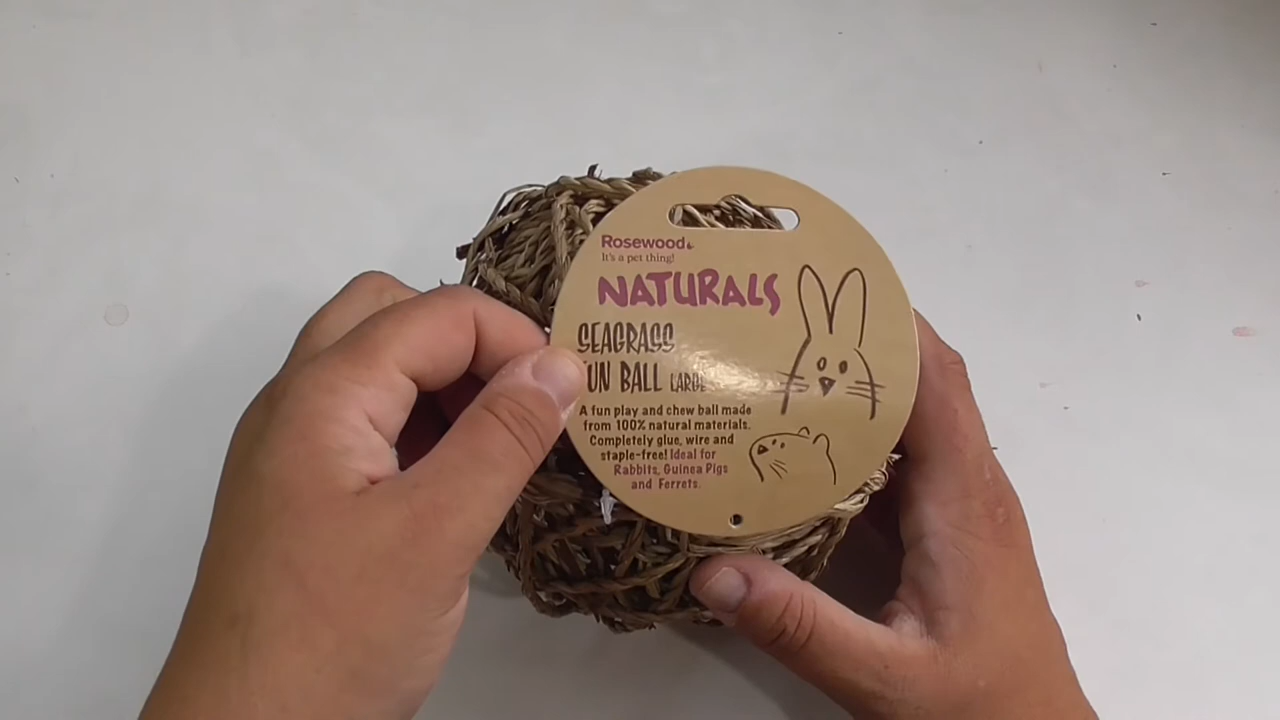 Rosewood
It's a pet thing!
NATURALS
SEAGRASS
FUN BALL LARGE
A fun play and chew ball made
from 100% natural materials.
Completely glue, wire and
staple-free! Ideal for
Rabbits, Guinea Pigs
and Ferrets.